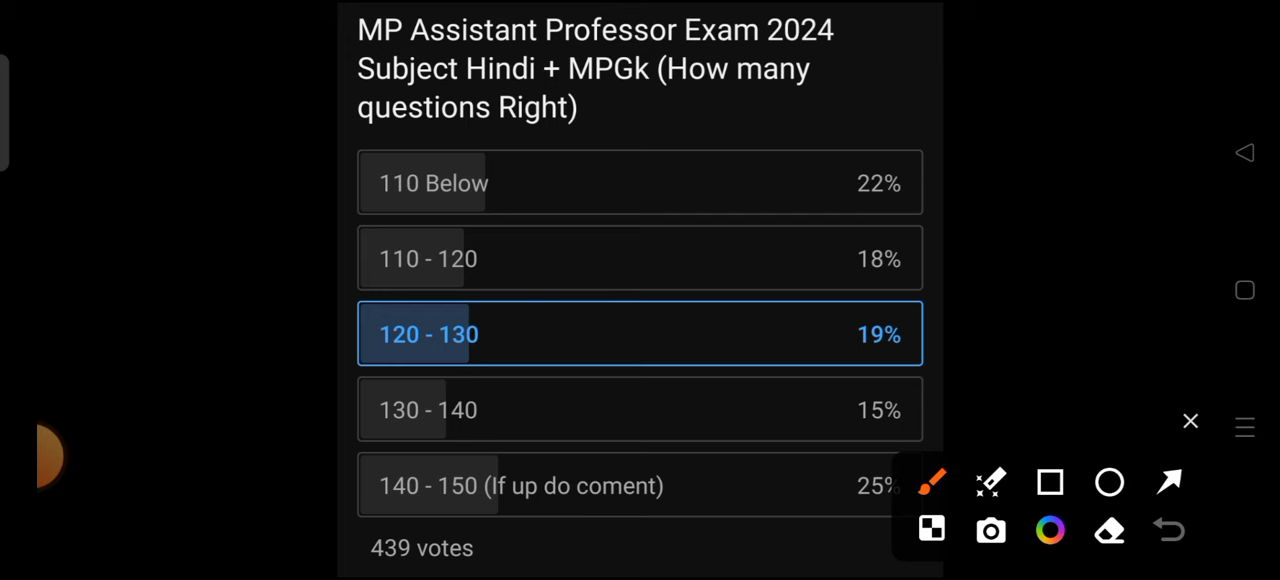 MP Assistant Professor Exam 2024
Subject Hindi + MPGk (How many
questions Right)
110 Below 22%
110 - 120 18%
120 - 130 19%
130 - 140 15%
140 - 150 (If up do coment) 25%
439 votes